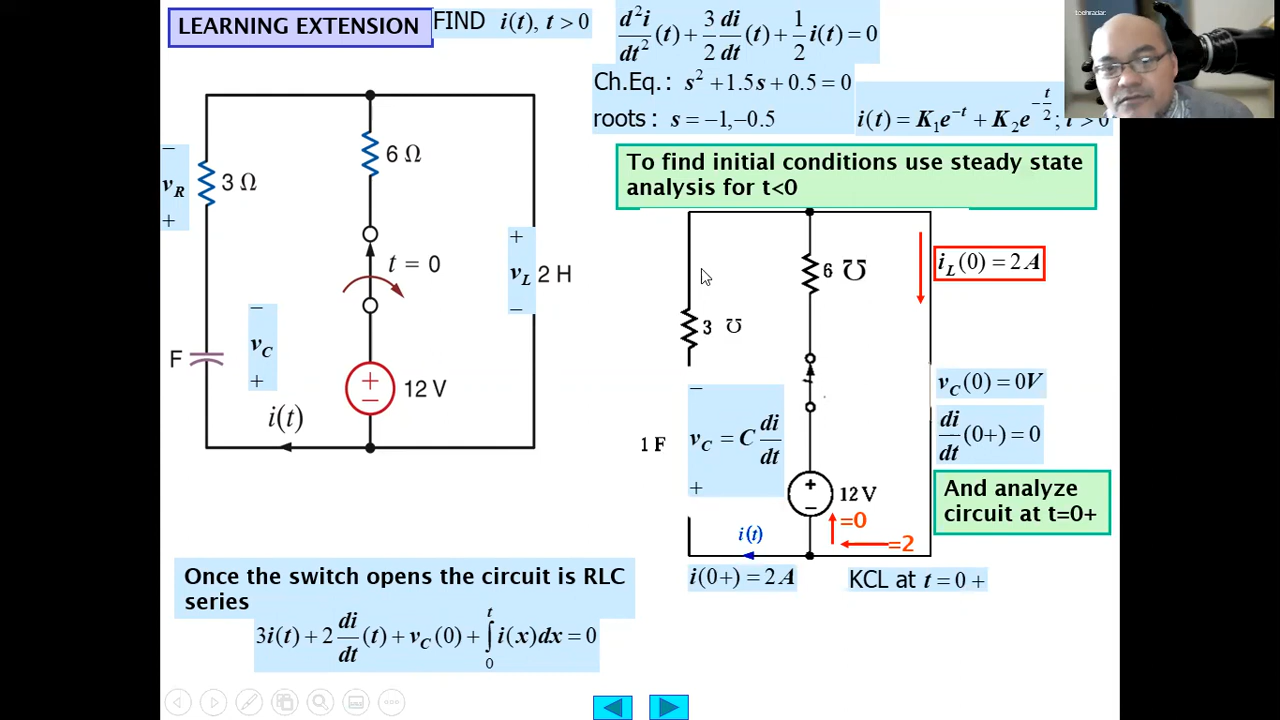 LEARNING EXTENSION
FIND i(t), t > 0
d²i/dt² (t) + 3/2 di/dt (t) + 1/2 i(t) = 0
Ch.Eq.: s² + 1.5s + 0.5 = 0
roots : s = −1, −0.5
i(t) = K₁e^(−t) + K₂e^(−t/2); t > 0
To find initial conditions use steady state
analysis for t<0
−
v_R
+
3 Ω
6 Ω
t = 0
+
v_L
−
2 H
−
v_C
+
F
12 V
+
−
i(t)
6 ℧
3 ℧
i_L(0) = 2 A
v_C(0) = 0V
di/dt (0+) = 0
And analyze
circuit at t=0+
1 F
−
v_C = C di/dt
+
+
−
12 V
=0
=2
i(t)
i(0+) = 2 A
KCL at t = 0 +
Once the switch opens the circuit is RLC
series
3i(t) + 2 di/dt (t) + v_C(0) + ∫₀ᵗ i(x)dx = 0